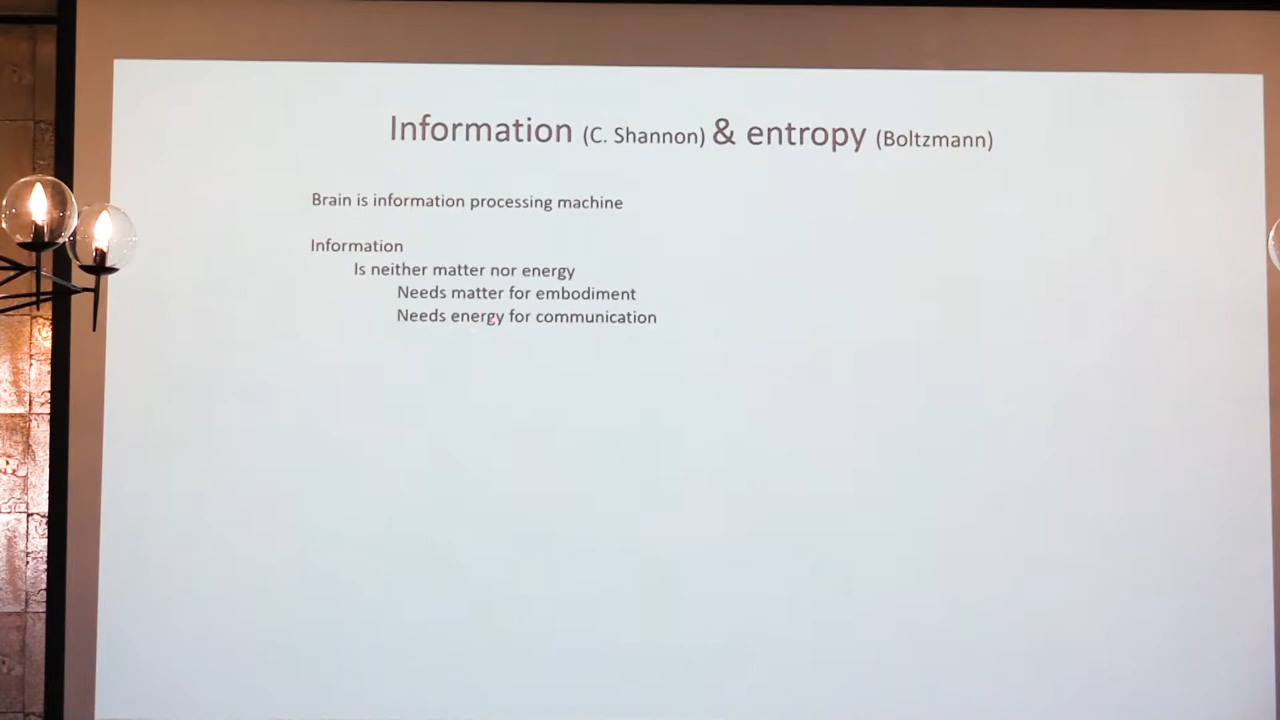 Information (C. Shannon) & entropy (Boltzmann)
Brain is information processing machine
Information
Is neither matter nor energy
Needs matter for embodiment
Needs energy for communication